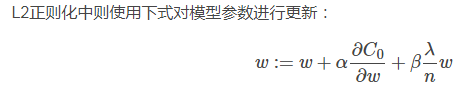 L2正则化中则使用下式对模型参数进行更新：
w := w + α ∂C₀/∂w + β λ/n w